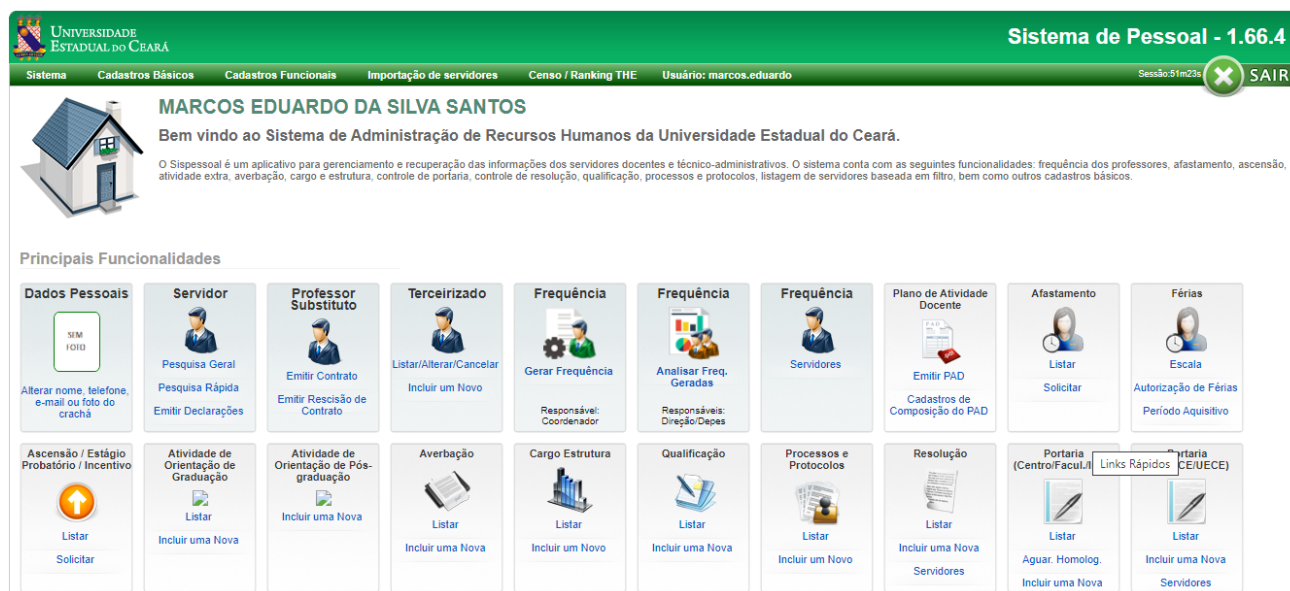 UNIVERSIDADE
ESTADUAL DO CEARÁ
Sistema de Pessoal - 1.66.4
Sistema
Cadastros Básicos
Cadastros Funcionais
Importação de servidores
Censo / Ranking THE
Usuário: marcos.eduardo
Sessão:51m23s
SAIR
MARCOS EDUARDO DA SILVA SANTOS
Bem vindo ao Sistema de Administração de Recursos Humanos da Universidade Estadual do Ceará.
O Sispessoal é um aplicativo para gerenciamento e recuperação das informações dos servidores docentes e técnico-administrativos. O sistema conta com as seguintes funcionalidades: frequência dos professores, afastamento, ascensão,
atividade extra, averbação, cargo e estrutura, controle de portaria, controle de resolução, qualificação, processos e protocolos, listagem de servidores baseada em filtro, bem como outros cadastros básicos.
Principais Funcionalidades
Dados Pessoais
SEM
FOTO
Alterar nome, telefone,
e-mail ou foto do
crachá
Servidor
Pesquisa Geral
Pesquisa Rápida
Emitir Declarações
Professor
Substituto
Emitir Contrato
Emitir Rescisão de
Contrato
Terceirizado
Listar/Alterar/Cancelar
Incluir um Novo
Frequência
Gerar Frequência
Responsável:
Coordenador
Frequência
Analisar Freq.
Geradas
Responsáveis:
Direção/Depes
Frequência
Servidores
Plano de Atividade
Docente
PAD
Emitir PAD
Cadastros de
Composição do PAD
Afastamento
Listar
Solicitar
Férias
Escala
Autorização de Férias
Período Aquisitivo
Ascensão / Estágio
Probatório / Incentivo
Listar
Solicitar
Atividade
de Orientação de
Graduação
Listar
Incluir uma Nova
Atividade de
Orientação de Pós-
graduação
Incluir uma Nova
Averbação
Listar
Incluir uma Nova
Cargo Estrutura
Listar
Incluir um Novo
Qualificação
Listar
Incluir uma Nova
Processos e
Protocolos
Listar
Incluir um Novo
Resolução
Listar
Incluir uma Nova
Servidores
Portaria
(Centro/Facul./I
Listar
Aguar. Homolog.
Incluir uma Nova
Links Rápidos
rtaria
CE/UECE)
Listar
Incluir uma Nova
Servidores